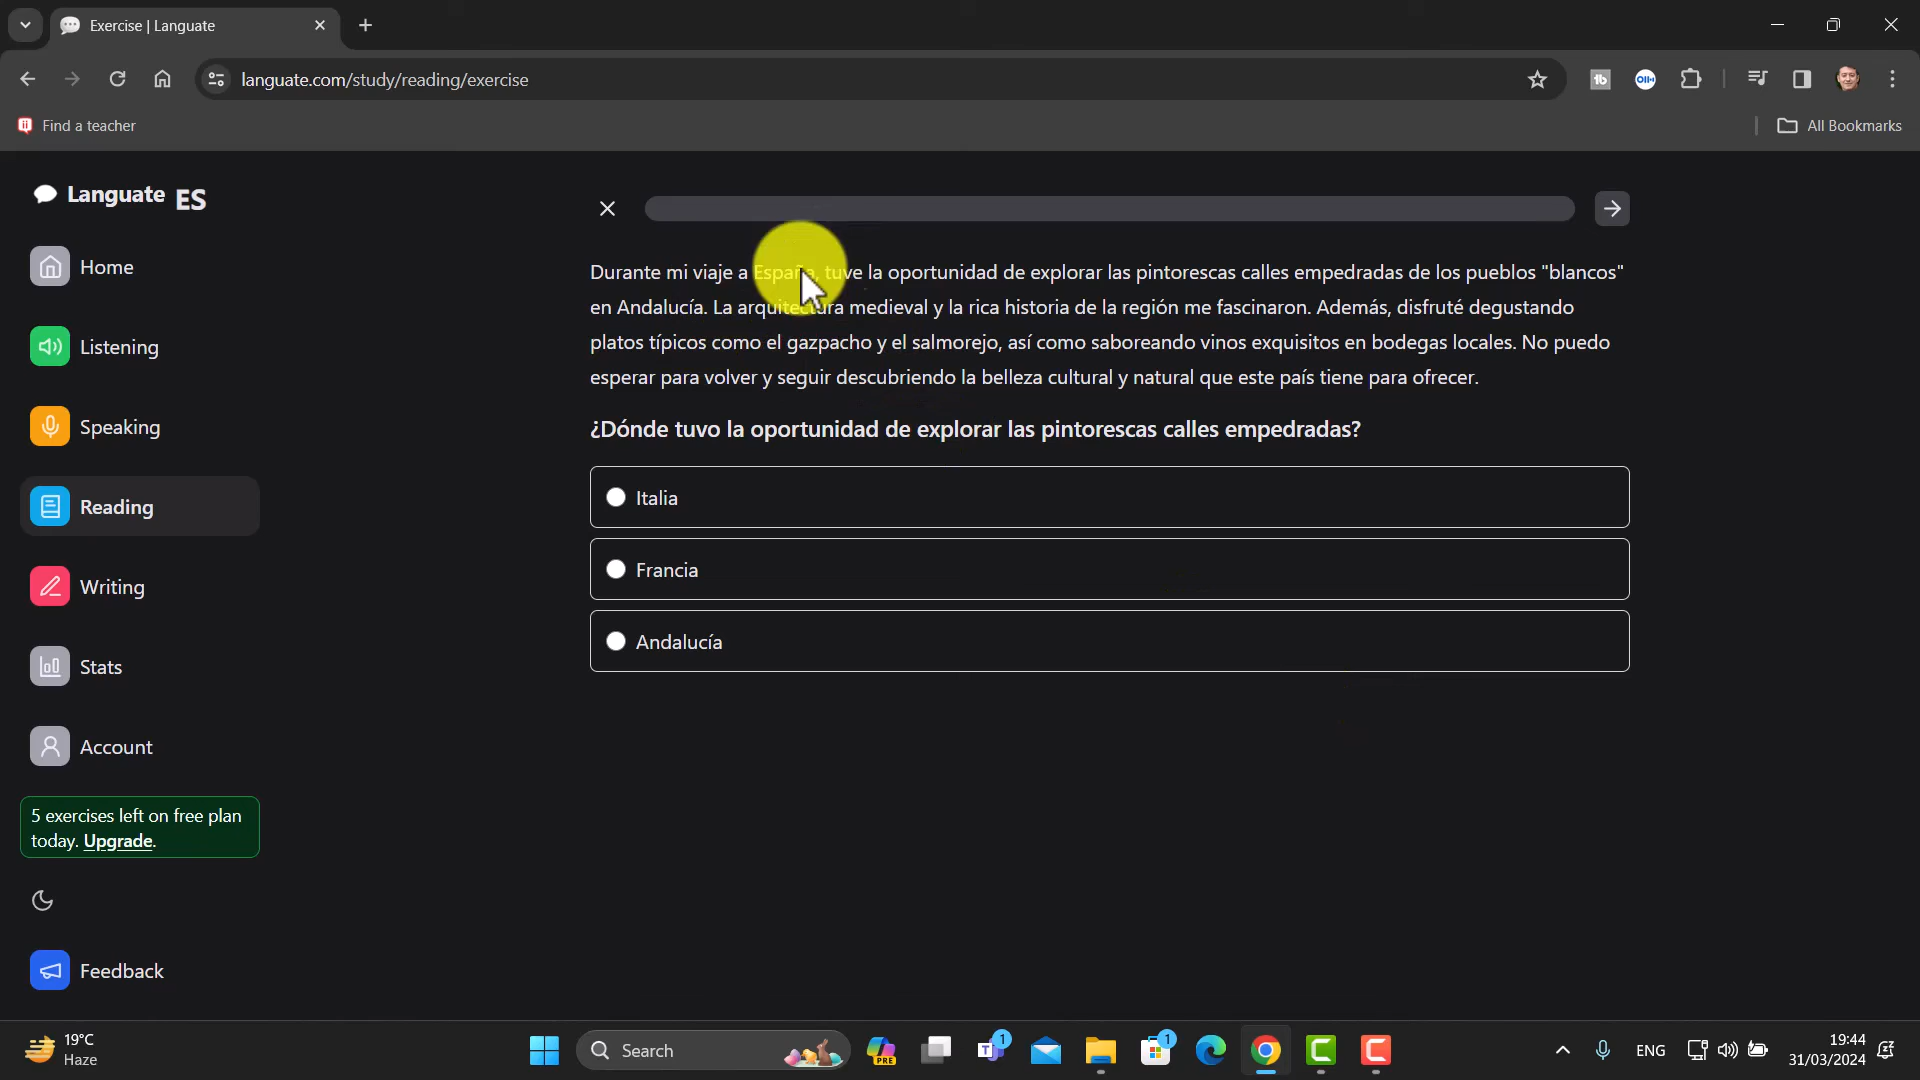 Exercise | Languate
languate.com/study/reading/exercise
Find a teacher
All Bookmarks
Languate ES
Home
Listening
Speaking
Reading
Writing
Stats
Account
5 exercises left on free plan
today. Upgrade.
Feedback
Durante mi viaje a España, tuve la oportunidad de explorar las pintorescas calles empedradas de los pueblos "blancos"
en Andalucía. La arquitectura medieval y la rica historia de la región me fascinaron. Además, disfruté degustando
platos típicos como el gazpacho y el salmorejo, así como saboreando vinos exquisitos en bodegas locales. No puedo
esperar para volver y seguir descubriendo la belleza cultural y natural que este país tiene para ofrecer.
¿Dónde tuvo la oportunidad de explorar las pintorescas calles empedradas?
Italia
Francia
Andalucía
19°C
Haze
Search
PRE
1
1
ENG
19:44
31/03/2024